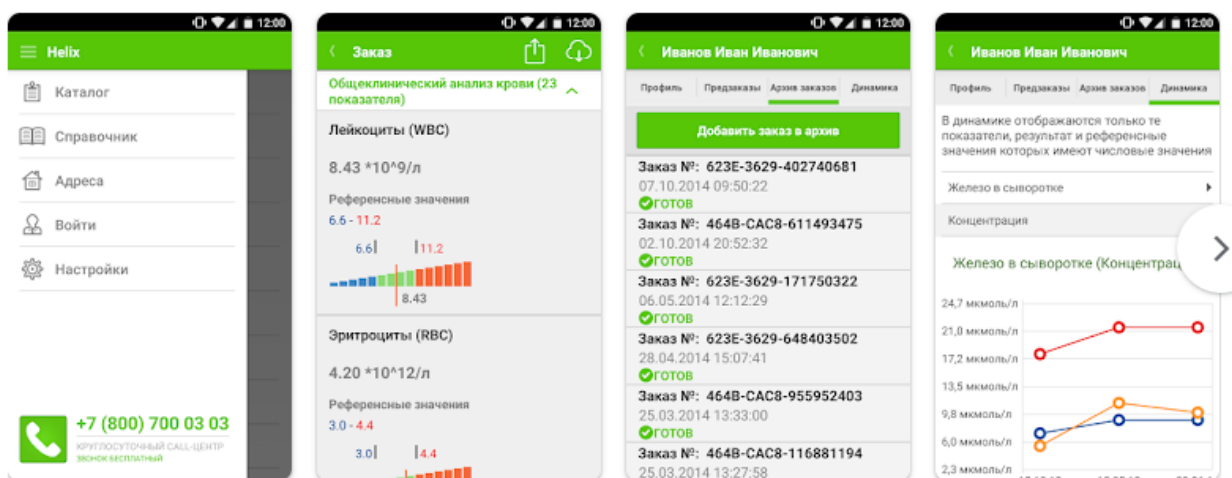 12:00
Helix
Каталог
Справочник
Адреса
Войти
Настройки
+7 (800) 700 03 03
КРУГЛОСУТОЧНЫЙ CALL-ЦЕНТР
ЗВОНОК БЕСПЛАТНЫЙ
12:00
Заказ
Общеклинический анализ крови (23
показателя)
Лейкоциты (WBC)
8.43 *10^9/л
Референсные значения
6.6 - 11.2
6.6 11.2
8.43
Эритроциты (RBC)
4.20 *10^12/л
Референсные значения
3.0 - 4.4
3.0 4.4
12:00
Иванов Иван Иванович
Профиль Предзаказы Архив заказов Динамика
Добавить заказ в архив
Заказ №: 623E-3629-402740681
07.10.2014 09:50:22
ГОТОВ
Заказ №: 464B-CAC8-611493475
02.10.2014 20:52:32
ГОТОВ
Заказ №: 623E-3629-171750322
06.05.2014 12:12:29
ГОТОВ
Заказ №: 623E-3629-648403502
28.04.2014 15:07:41
ГОТОВ
Заказ №: 464B-CAC8-955952403
25.03.2014 13:33:00
ГОТОВ
Заказ №: 464B-CAC8-116881194
25.03.2014 13:27:58
12:00
Иванов Иван Иванович
Профиль Предзаказы Архив заказов Динамика
В динамике отображаются только те
показатели, результат и референсные
значения которых имеют числовые значения
Железо в сыворотке
Концентрация
Железо в сыворотке (Концентрац
24,7 мкмоль/л
21,0 мкмоль/л
17,2 мкмоль/л
13,5 мкмоль/л
9,8 мкмоль/л
6,0 мкмоль/л
2,3 мкмоль/л